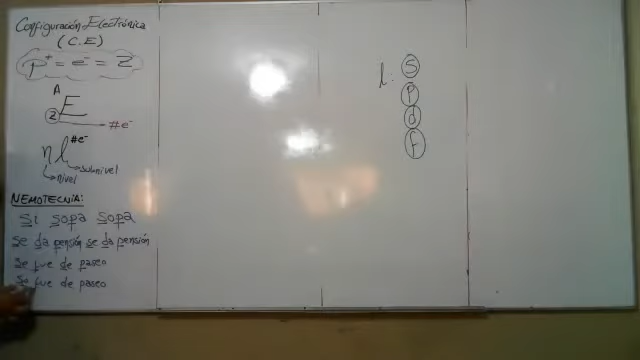 Configuración Electrónica
(C.E)
p⁺ = e⁻ = Z
A
E
Z
#e⁻
nl #e⁻
subnivel
nivel
NEMOTECNIA:
Si sopa sopa
Se da pensión se da pensión
Se fue de paseo
Se fue de paseo
l: s
p
d
f